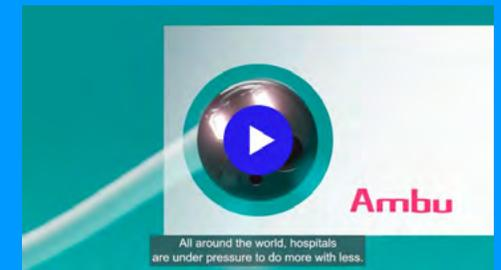 Ambu
All around the world, hospitals
are under pressure to do more with less.